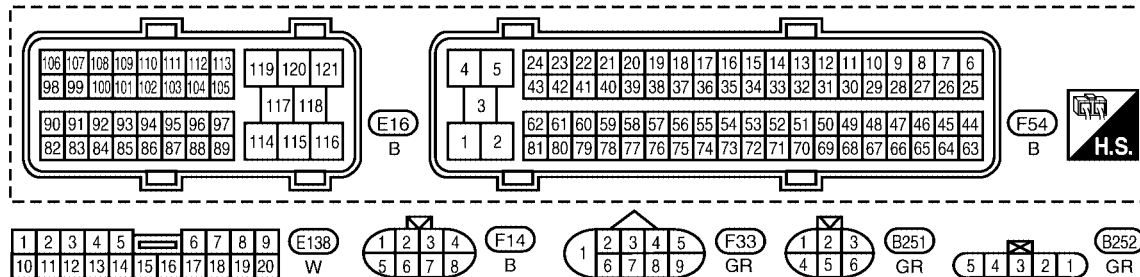 106 107 108 109 110 111 112 113 119 120 121 4 5 24 23 22 21 20 19 18 17 16 15 14 13 12 11 10 9 8 7 6
98 99 100 101 102 103 104 105 43 42 41 40 39 38 37 36 35 34 33 32 31 30 29 28 27 26 25
117 118 3
90 91 92 93 94 95 96 97 E16 62 61 60 59 58 57 56 55 54 53 52 51 50 49 48 47 46 45 44 F54
82 83 84 85 86 87 88 89 114 115 116 B 1 2 81 80 79 78 77 76 75 74 73 72 71 70 69 68 67 66 65 64 63 B
H.S.
1 2 3 4 5 6 7 8 9 E138 1 2 3 4 F14 1 2 3 4 5 F33 1 2 3 B251 B252
10 11 12 13 14 15 16 17 18 19 20 W 5 6 7 8 B 6 7 8 9 GR 4 5 6 GR 5 4 3 2 1 GR